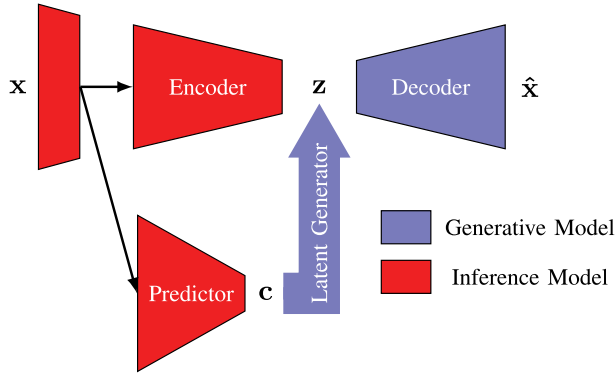 x
Encoder
z
Decoder
x̂
Latent Generator
Predictor
c
Generative Model
Inference Model